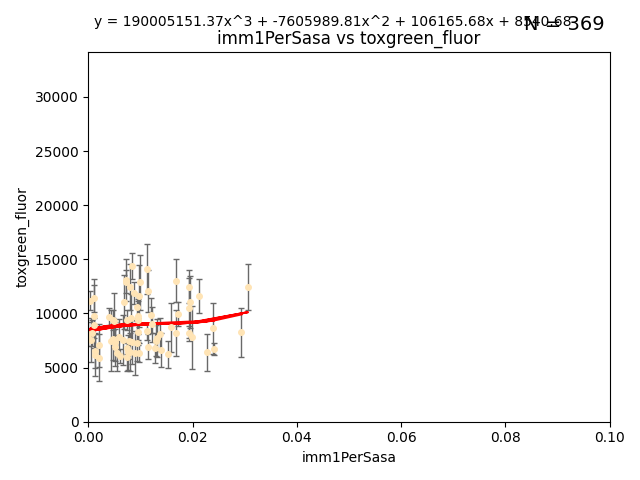 y = 190005151.37x^3 + -7605989.81x^2 + 106165.68x + 8540.68
N = 369
imm1PerSasa vs toxgreen_fluor
30000
25000
20000
15000
10000
5000
0
toxgreen_fluor
0.00 0.02 0.04 0.06 0.08 0.10
imm1PerSasa